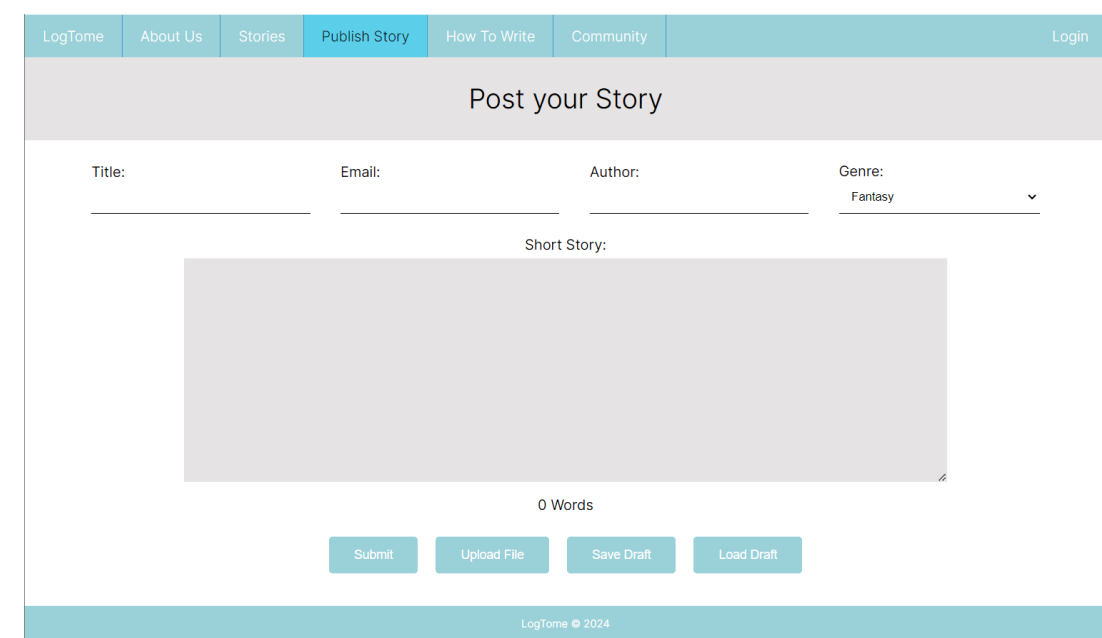 LogTome About Us Stories Publish Story How To Write Community Login
Post your Story
Title: Email: Author: Genre:
Fantasy
Short Story:
0 Words
Submit Upload File Save Draft Load Draft
LogTome © 2024